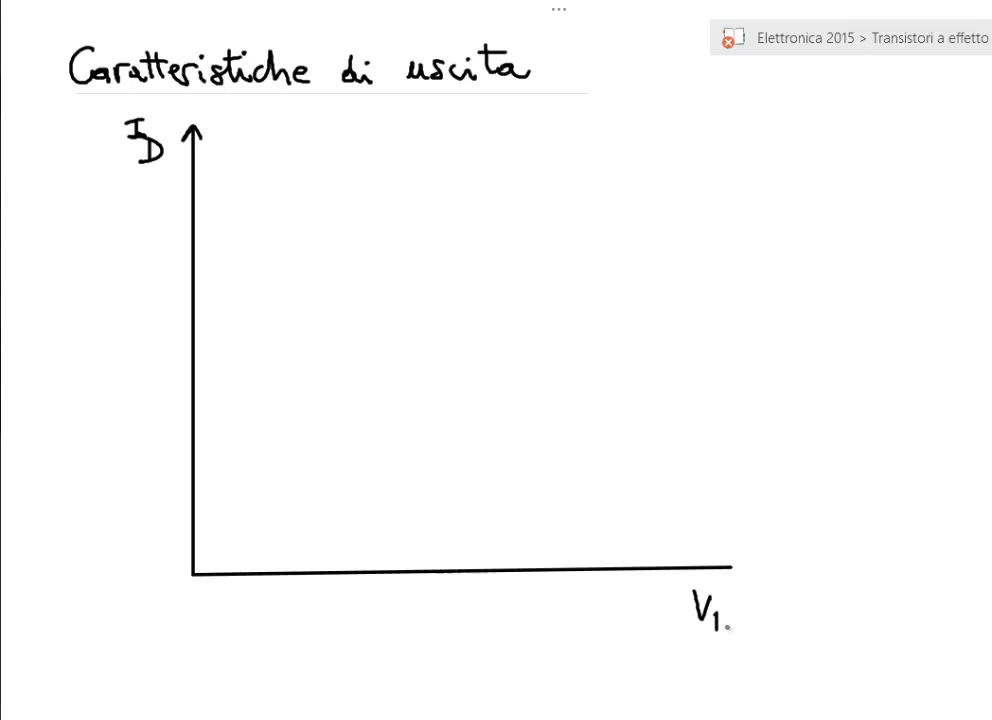 Elettronica 2015 > Transistori a effetto
Caratteristiche di uscita
ID
V1.